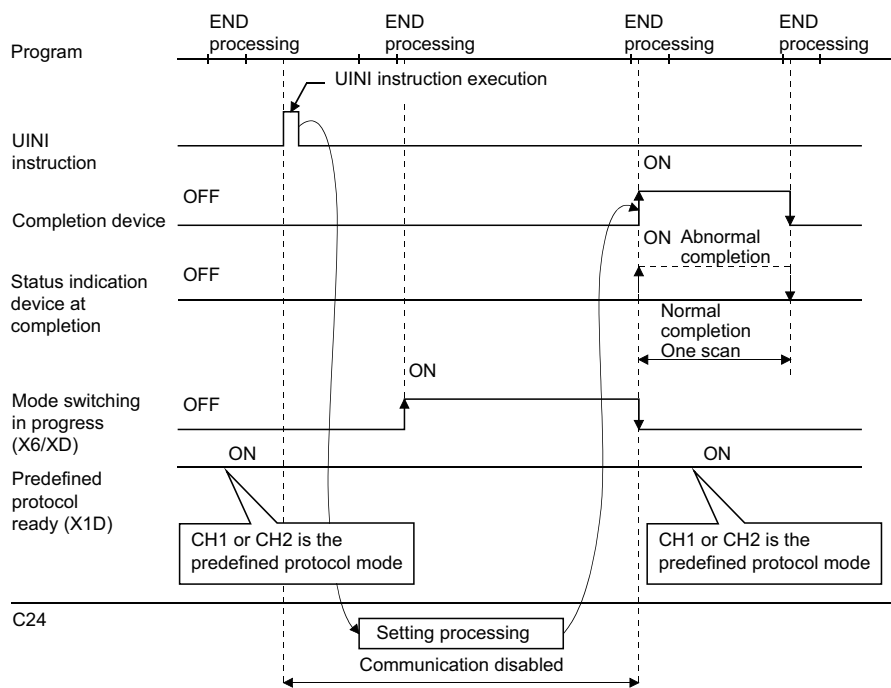 END
processing
END
processing
END
processing
END
processing
Program
UINI instruction execution
UINI
instruction
ON
OFF
Completion device
ON
Abnormal
completion
OFF
Status indication
device at
completion
Normal
completion
One scan
ON
Mode switching
in progress
(X6/XD)
OFF
ON
ON
Predefined
protocol
ready (X1D)
CH1 or CH2 is the
predefined protocol mode
CH1 or CH2 is the
predefined protocol mode
C24
Setting processing
Communication disabled